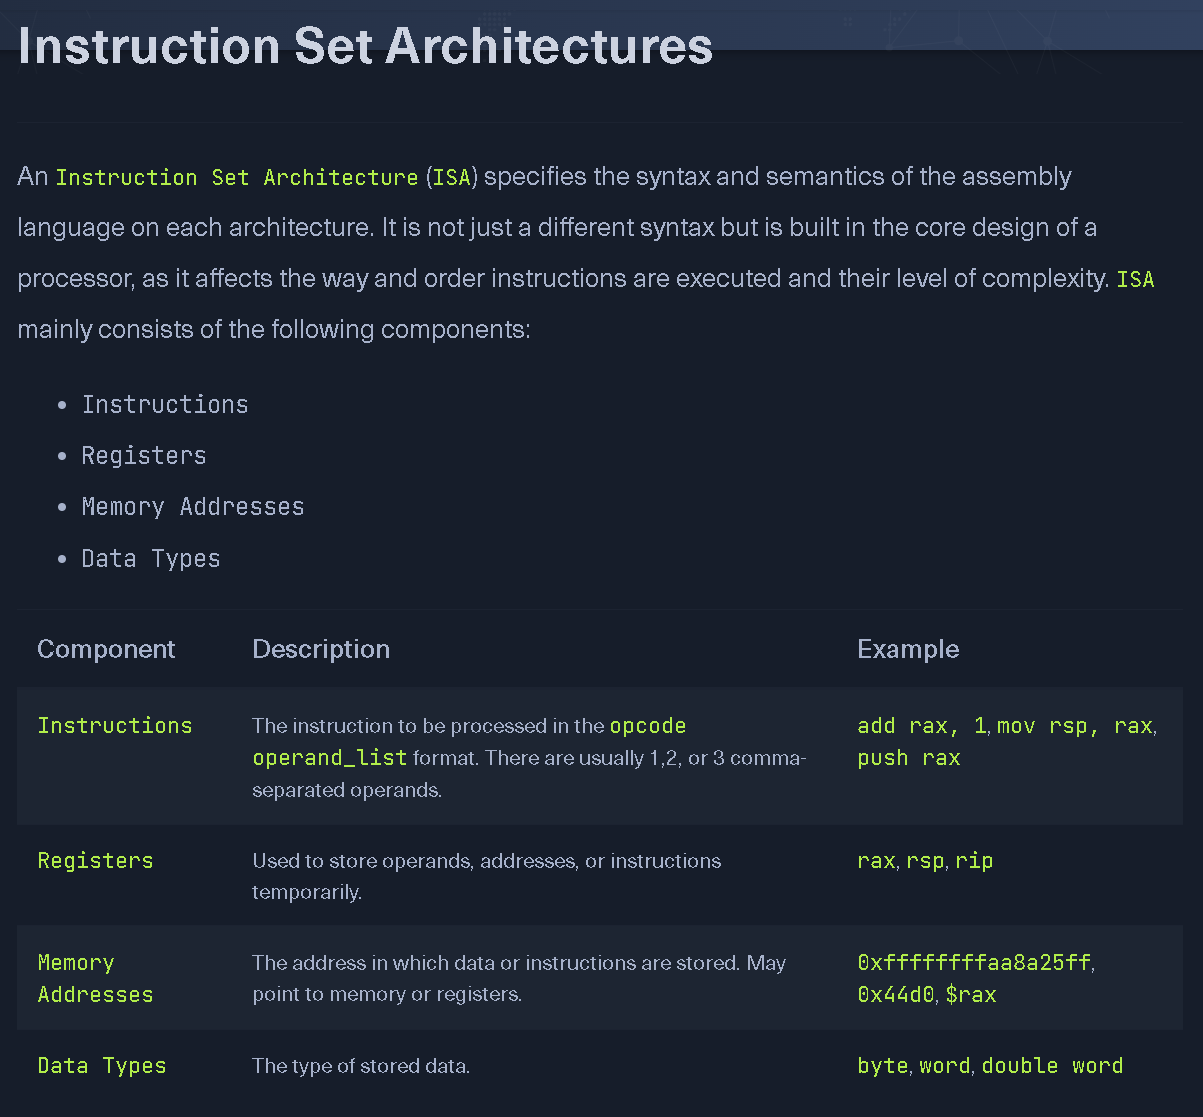 Instruction Set Architectures
An Instruction Set Architecture (ISA) specifies the syntax and semantics of the assembly
language on each architecture. It is not just a different syntax but is built in the core design of a
processor, as it affects the way and order instructions are executed and their level of complexity. ISA
mainly consists of the following components:
• Instructions
• Registers
• Memory Addresses
• Data Types
Component Description Example
Instructions The instruction to be processed in the opcode add rax, 1, mov rsp, rax,
operand_list format. There are usually 1,2, or 3 comma- push rax
separated operands.
Registers Used to store operands, addresses, or instructions rax, rsp, rip
temporarily.
Memory The address in which data or instructions are stored. May 0xffffffffaa8a25ff,
Addresses point to memory or registers. 0x44d0, $rax
Data Types The type of stored data. byte, word, double word